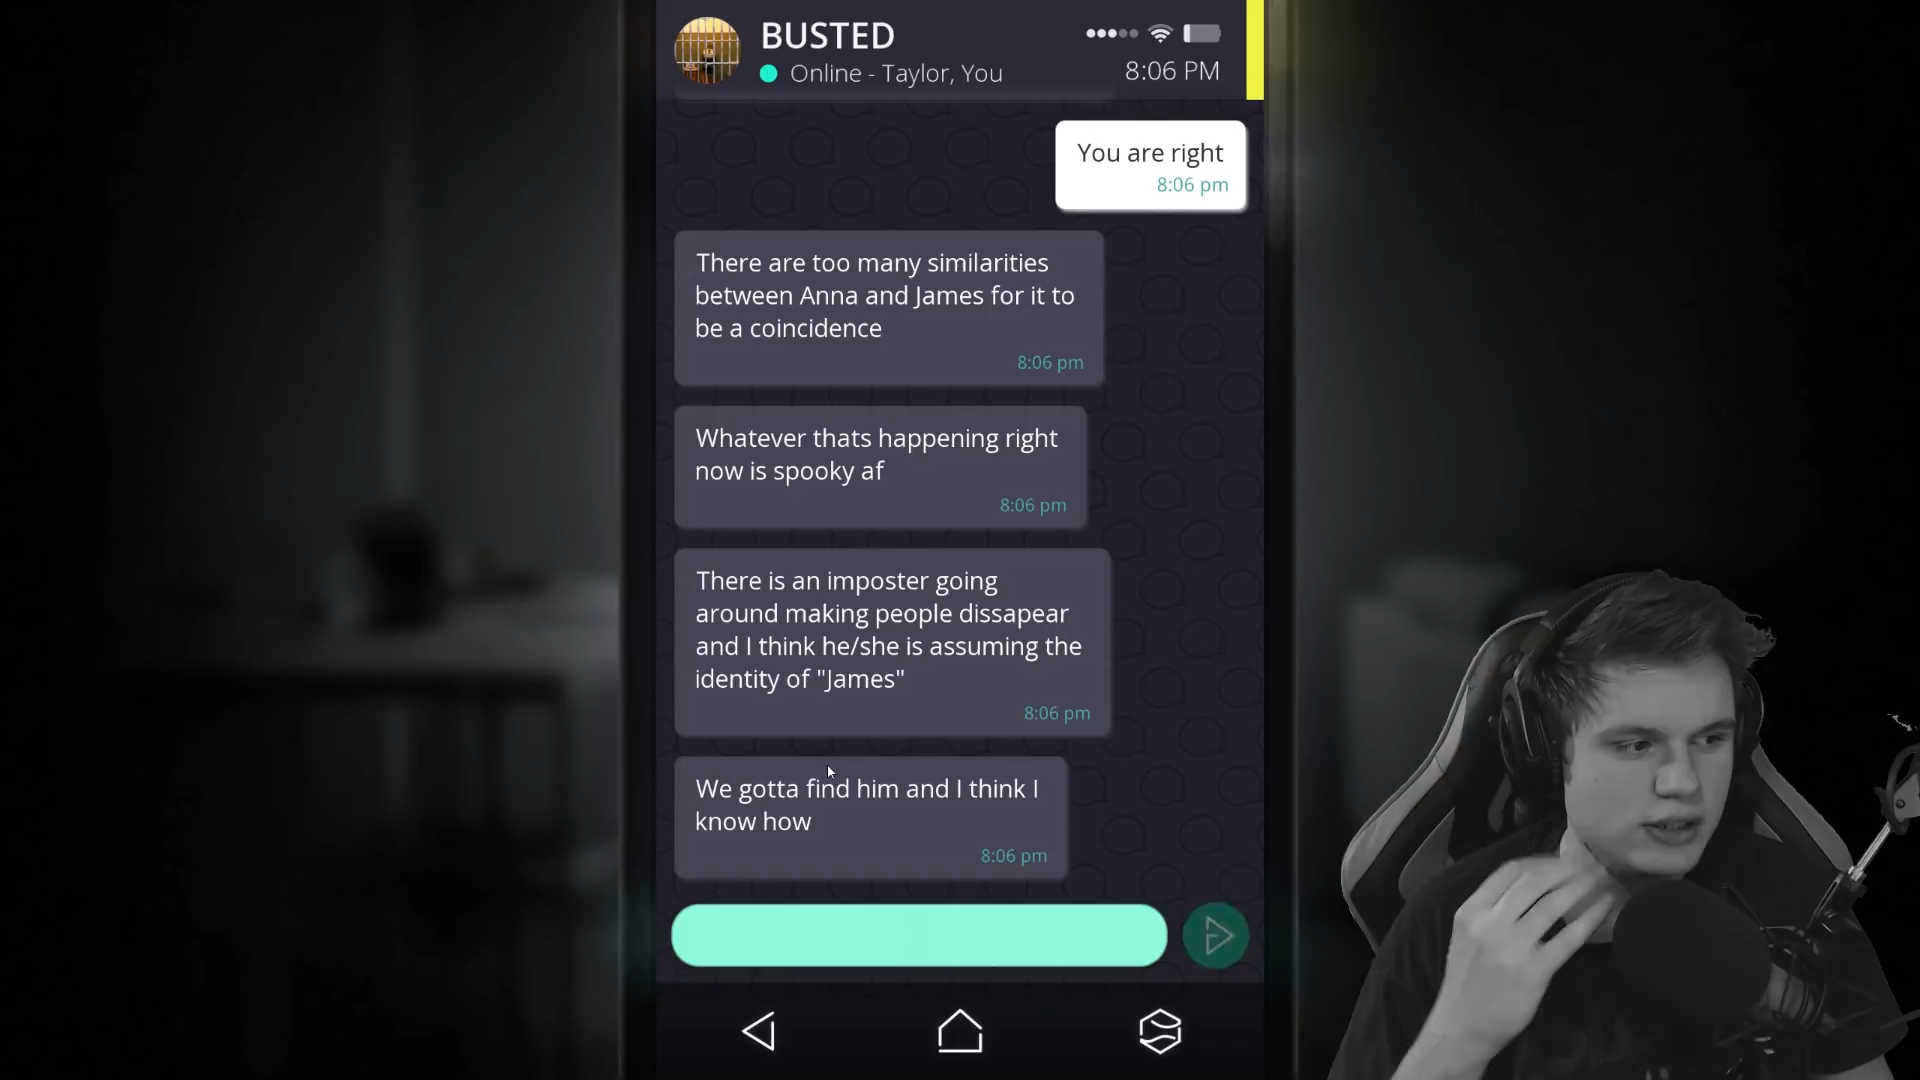 BUSTED
Online - Taylor, You
8:06 PM
You are right
8:06 pm
There are too many similarities
between Anna and James for it to
be a coincidence
8:06 pm
Whatever thats happening right
now is spooky af
8:06 pm
There is an imposter going
around making people dissapear
and I think he/she is assuming the
identity of "James"
8:06 pm
We gotta find him and I think I
know how
8:06 pm